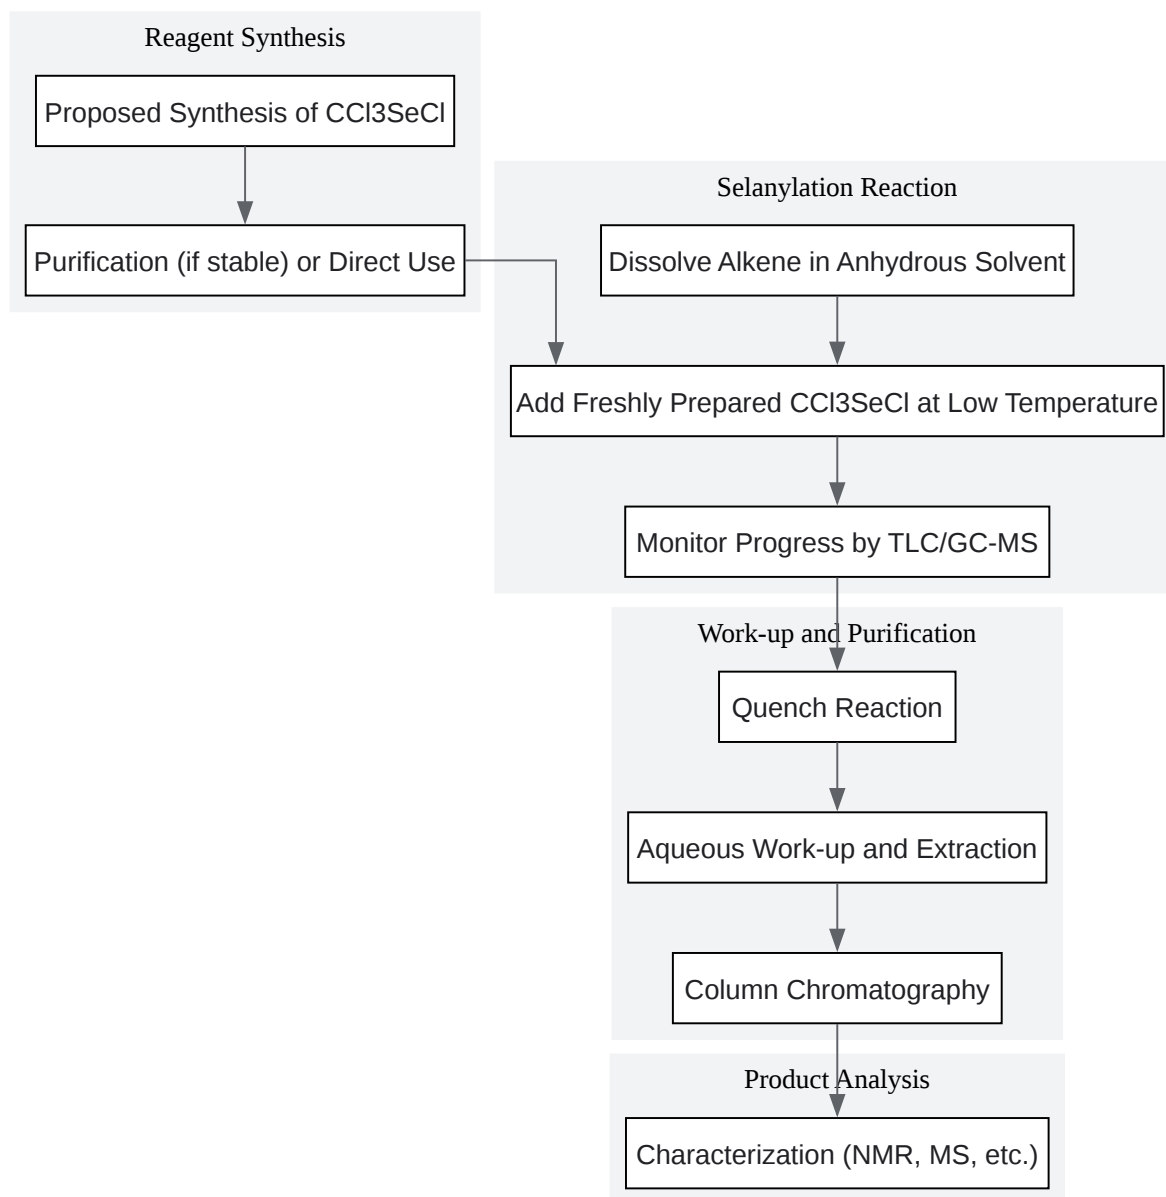 Reagent Synthesis
Proposed Synthesis of CCl3SeCl
Purification (if stable) or Direct Use
Selanylation Reaction
Dissolve Alkene in Anhydrous Solvent
Add Freshly Prepared CCl3SeCl at Low Temperature
Monitor Progress by TLC/GC-MS
Work-up and Purification
Quench Reaction
Aqueous Work-up and Extraction
Column Chromatography
Product Analysis
Characterization (NMR, MS, etc.)